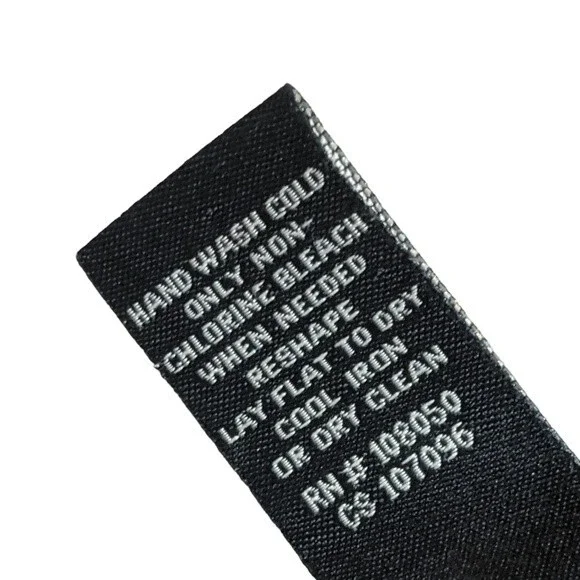 HAND WASH COLD
ONLY NON-
CHLORINE BLEACH
WHEN NEEDED
RESHAPE
LAY FLAT TO DRY
COOL IRON
OR DRY CLEAN
RN# 108050
CS 107096